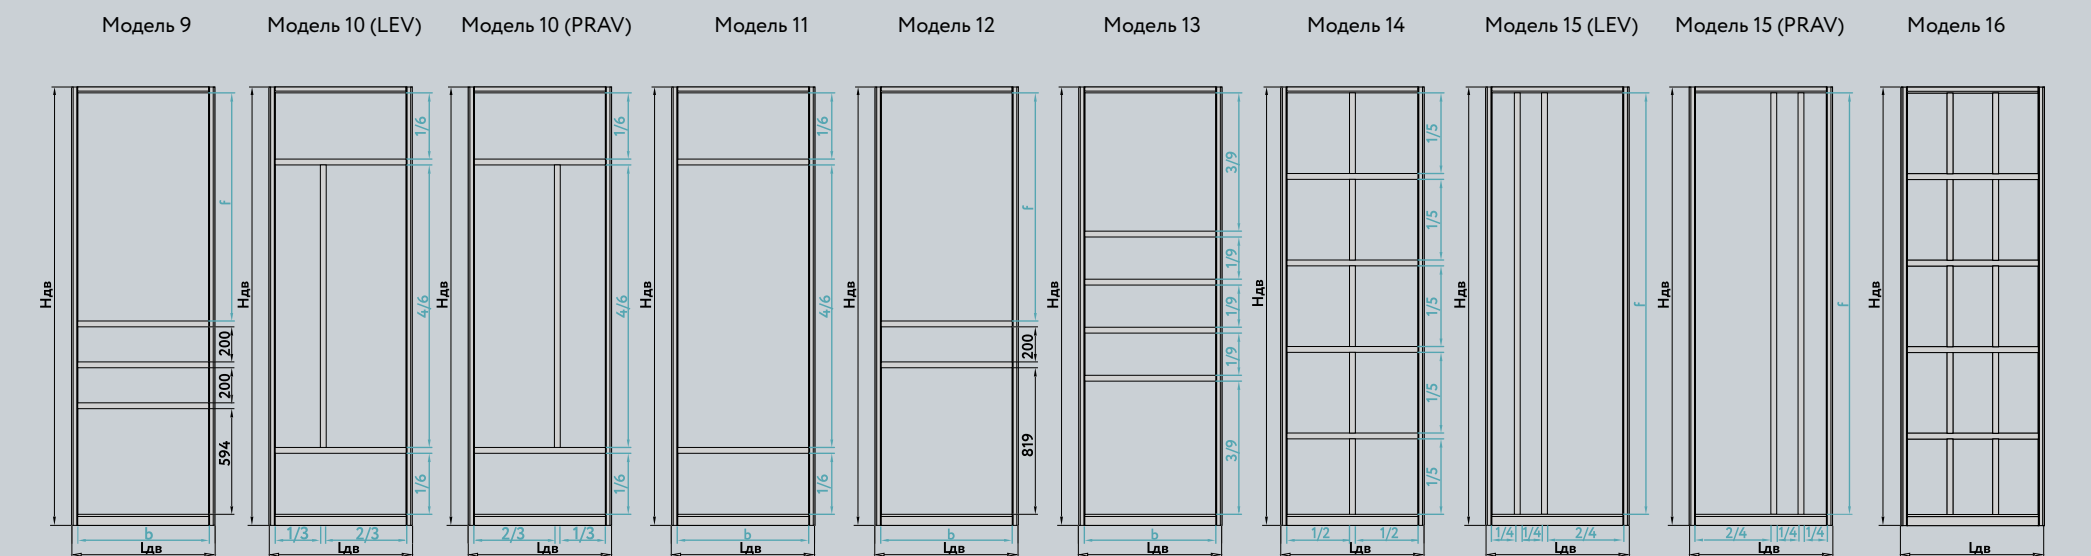 Модель 9
Модель 10 (LEV)
Модель 10 (PRAV)
Модель 11
Модель 12
Модель 13
Модель 14
Модель 15 (LEV)
Модель 15 (PRAV)
Модель 16
Hдв
f
200
200
594
b
Lдв
Hдв
1/6
4/6
1/6
1/3
2/3
Lдв
Hдв
1/6
4/6
1/6
2/3
1/3
Lдв
Hдв
1/6
4/6
1/6
b
Lдв
Hдв
f
200
819
b
Lдв
Hдв
3/9
1/9
1/9
1/9
3/9
b
Lдв
Hдв
1/5
1/5
1/5
1/5
1/5
1/2
1/2
Lдв
Hдв
f
1/4
1/4
2/4
Lдв
Hдв
f
2/4
1/4
1/4
Lдв
Hдв
Lдв